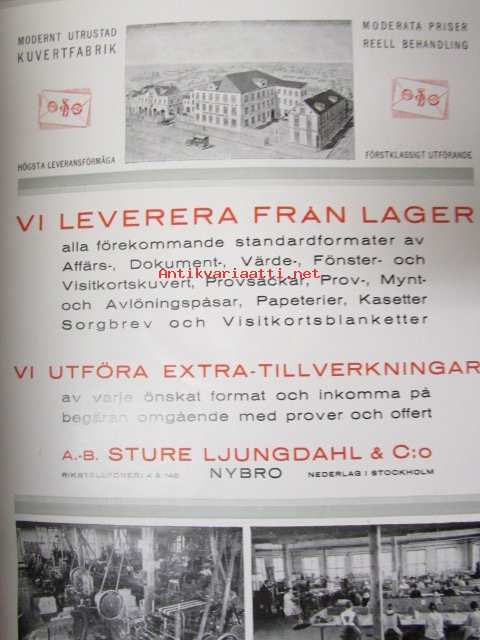 MODERNT UTRUSTAD
KUVERTFABRIK
MODERATA PRISER
REELL BEHANDLING
HÖGSTA LEVERANSFÖRMÅGA
FÖRSTKLASSIGT UTFÖRANDE
VI LEVERERA FRÅN LAGER
alla förekommande standardformater av
Affärs-, Dokument-, Värde-, Fönster- och
Antikvariaatti.net
Visitkortskuvert, Provsäckar, Prov-, Mynt-
och Avlöningspåsar, Papeterier, Kasetter
Sorgbrev och Visitkortsblanketter
VI UTFÖRA EXTRA-TILLVERKNINGAR
av varje önskat format och inkomma på
begäran omgående med prover och offert
A.-B. STURE LJUNGDAHL & C:o
RIKSTELEFONER: 4 & 145 NYBRO NEDERLAG I STOCKHOLM